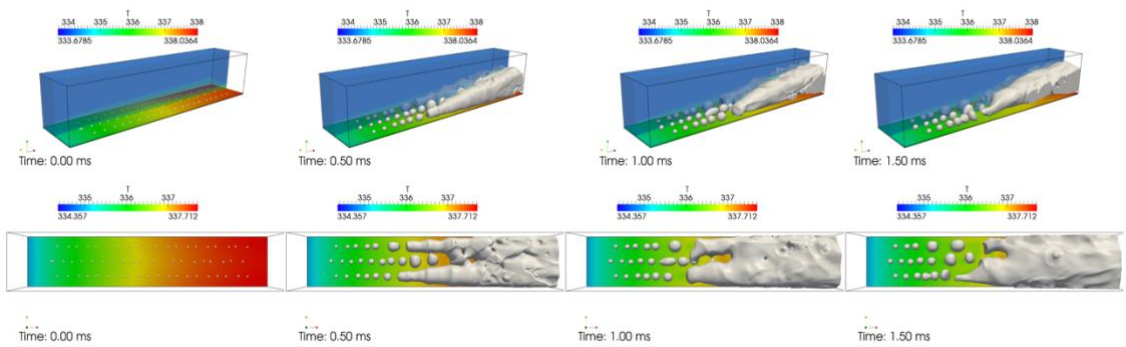 T
334 335 336 337 338
333.6785 338.0364
Time: 0.00 ms
T
334 335 336 337 338
333.6785 338.0364
Time: 0.50 ms
T
334 335 336 337 338
333.6785 338.0364
Time: 1.00 ms
T
334 335 336 337 338
333.6785 338.0364
Time: 1.50 ms
T
335 336 337
334.357 337.712
Time: 0.00 ms
T
335 336 337
334.357 337.712
Time: 0.50 ms
T
335 336 337
334.357 337.712
Time: 1.00 ms
T
335 336 337
334.357 337.712
Time: 1.50 ms